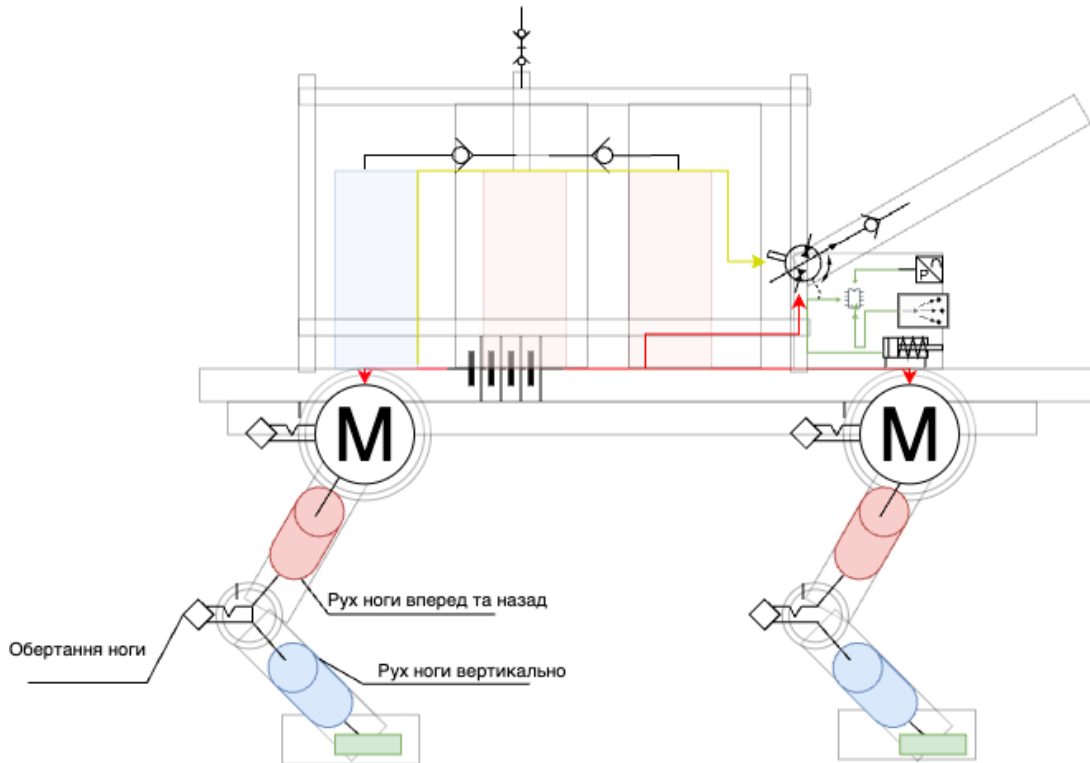 M
M
P
Рух ноги вперед та назад
Обертання ноги
Рух ноги вертикально